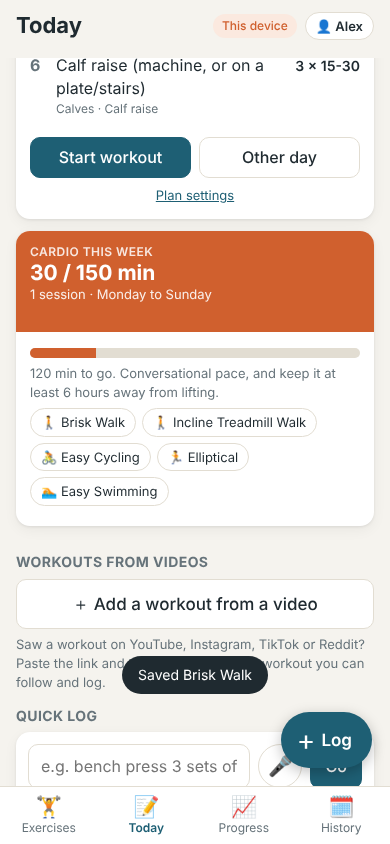 Today
This device
Alex
6 Calf raise (machine, or on a 3 × 15-30
plate/stairs)
Calves · Calf raise
Start workout
Other day
Plan settings
CARDIO THIS WEEK
30 / 150 min
1 session · Monday to Sunday
120 min to go. Conversational pace, and keep it at
least 6 hours away from lifting.
Brisk Walk
Incline Treadmill Walk
Easy Cycling
Elliptical
Easy Swimming
WORKOUTS FROM VIDEOS
+ Add a workout from a video
Saw a workout on YouTube, Instagram, TikTok or Reddit?
Paste the link and workout you can
follow and log.
Saved Brisk Walk
QUICK LOG
+ Log
e.g. bench press 3 sets of
Exercises
Today
Progress
History